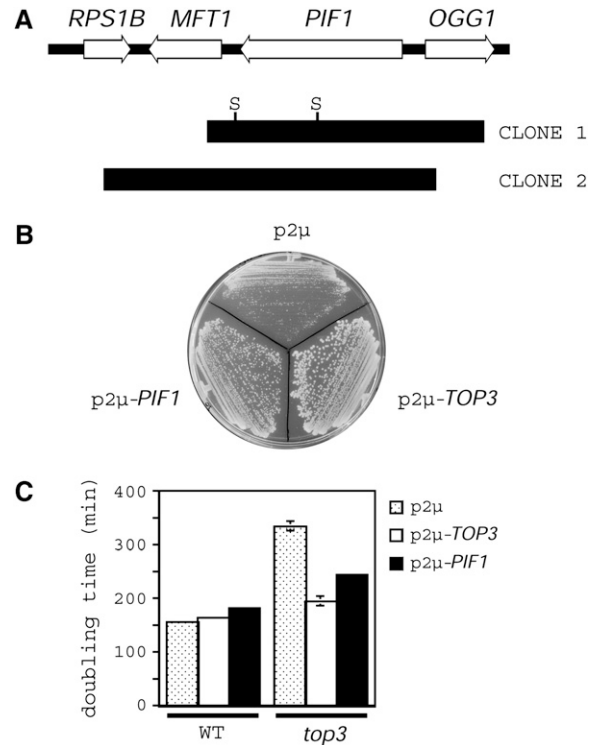 A
RPS1B MFT1 PIF1 OGG1
S S
CLONE 1
CLONE 2
B
p2μ
p2μ-PIF1 p2μ-TOP3
C
doubling time (min)
400
300
200
100
0
WT top3
p2μ
p2μ-TOP3
p2μ-PIF1